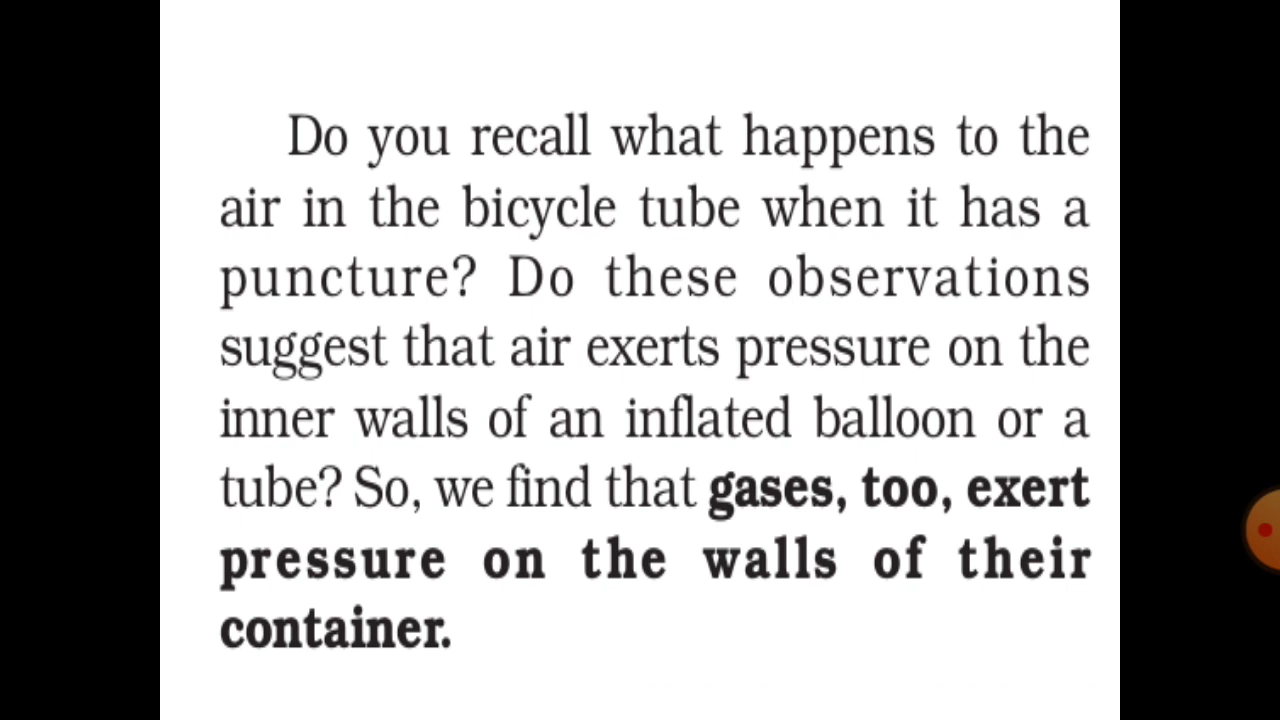 Do you recall what happens to the
air in the bicycle tube when it has a
puncture? Do these observations
suggest that air exerts pressure on the
inner walls of an inflated balloon or a
tube? So, we find that gases, too, exert
pressure on the walls of their
container.